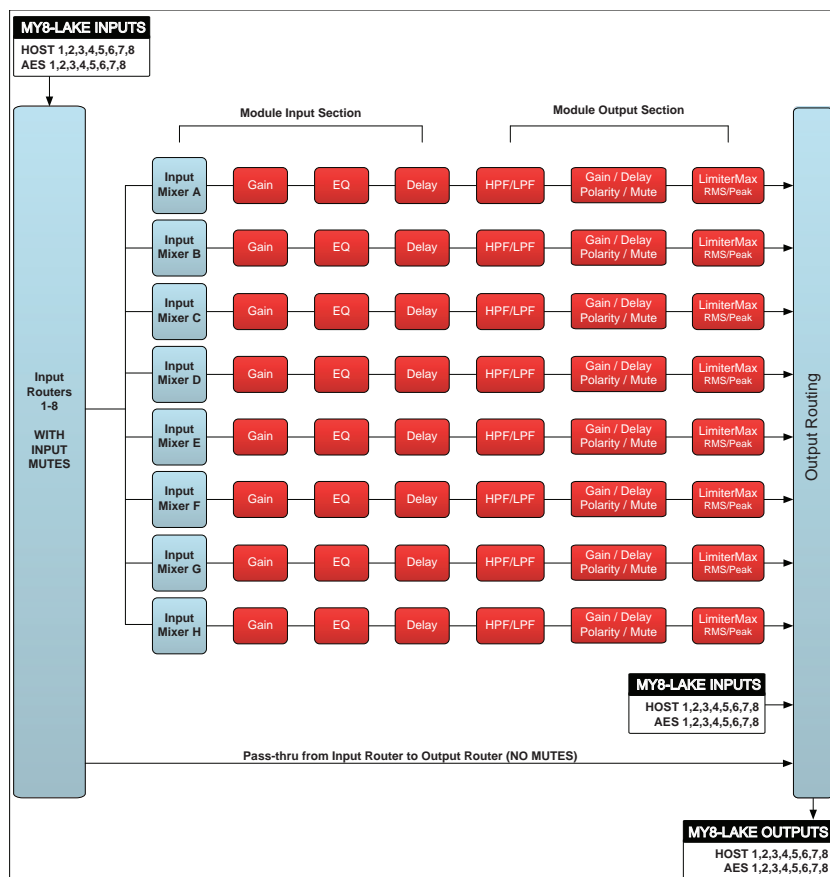 MY8-LAKE INPUTS
HOST 1,2,3,4,5,6,7,8
AES 1,2,3,4,5,6,7,8
Module Input Section
Module Output Section
Input
Routers
1-8
WITH
INPUT
MUTES
Input
Mixer A
Gain
EQ
Delay
HPF/LPF
Gain / Delay
Polarity / Mute
LimiterMax
RMS/Peak
Input
Mixer B
Gain
EQ
Delay
HPF/LPF
Gain / Delay
Polarity / Mute
LimiterMax
RMS/Peak
Input
Mixer C
Gain
EQ
Delay
HPF/LPF
Gain / Delay
Polarity / Mute
LimiterMax
RMS/Peak
Input
Mixer D
Gain
EQ
Delay
HPF/LPF
Gain / Delay
Polarity / Mute
LimiterMax
RMS/Peak
Input
Mixer E
Gain
EQ
Delay
HPF/LPF
Gain / Delay
Polarity / Mute
LimiterMax
RMS/Peak
Input
Mixer F
Gain
EQ
Delay
HPF/LPF
Gain / Delay
Polarity / Mute
LimiterMax
RMS/Peak
Input
Mixer G
Gain
EQ
Delay
HPF/LPF
Gain / Delay
Polarity / Mute
LimiterMax
RMS/Peak
Input
Mixer H
Gain
EQ
Delay
HPF/LPF
Gain / Delay
Polarity / Mute
LimiterMax
RMS/Peak
Output Routing
MY8-LAKE INPUTS
HOST 1,2,3,4,5,6,7,8
AES 1,2,3,4,5,6,7,8
Pass-thru from Input Router to Output Router (NO MUTES)
MY8-LAKE OUTPUTS
HOST 1,2,3,4,5,6,7,8
AES 1,2,3,4,5,6,7,8